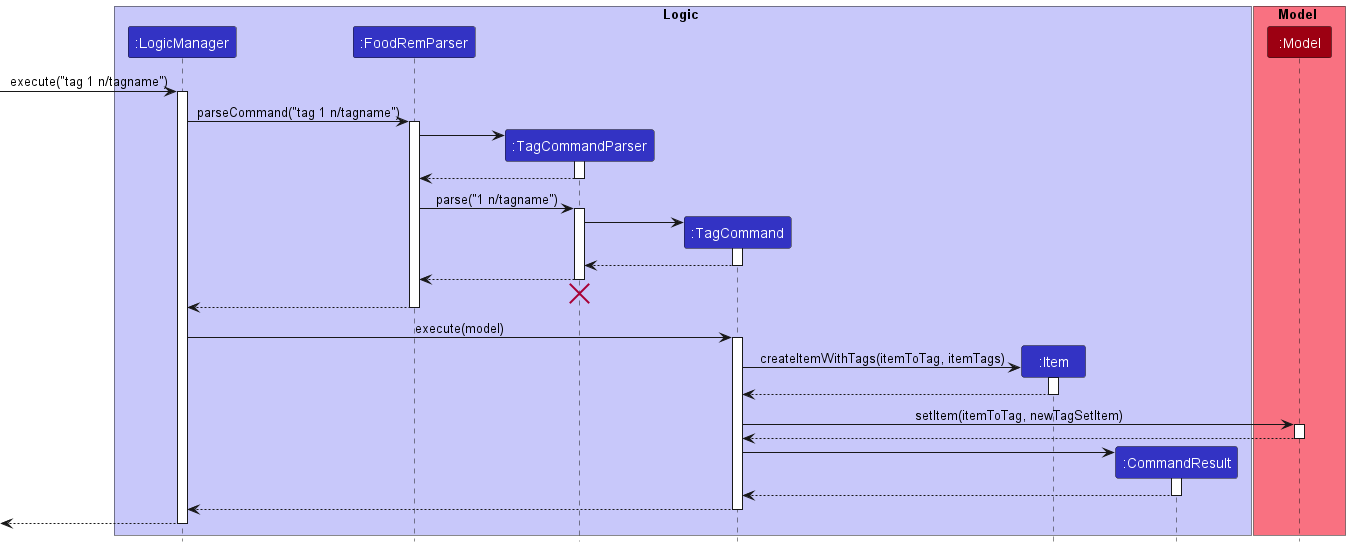 Logic
Model
:LogicManager
:FoodRemParser
:Model
execute("tag 1 n/tagname")
parseCommand("tag 1 n/tagname")
:TagCommandParser
parse("1 n/tagname")
:TagCommand
execute(model)
createItemWithTags(itemToTag, itemTags)
:Item
setItem(itemToTag, newTagSetItem)
:CommandResult